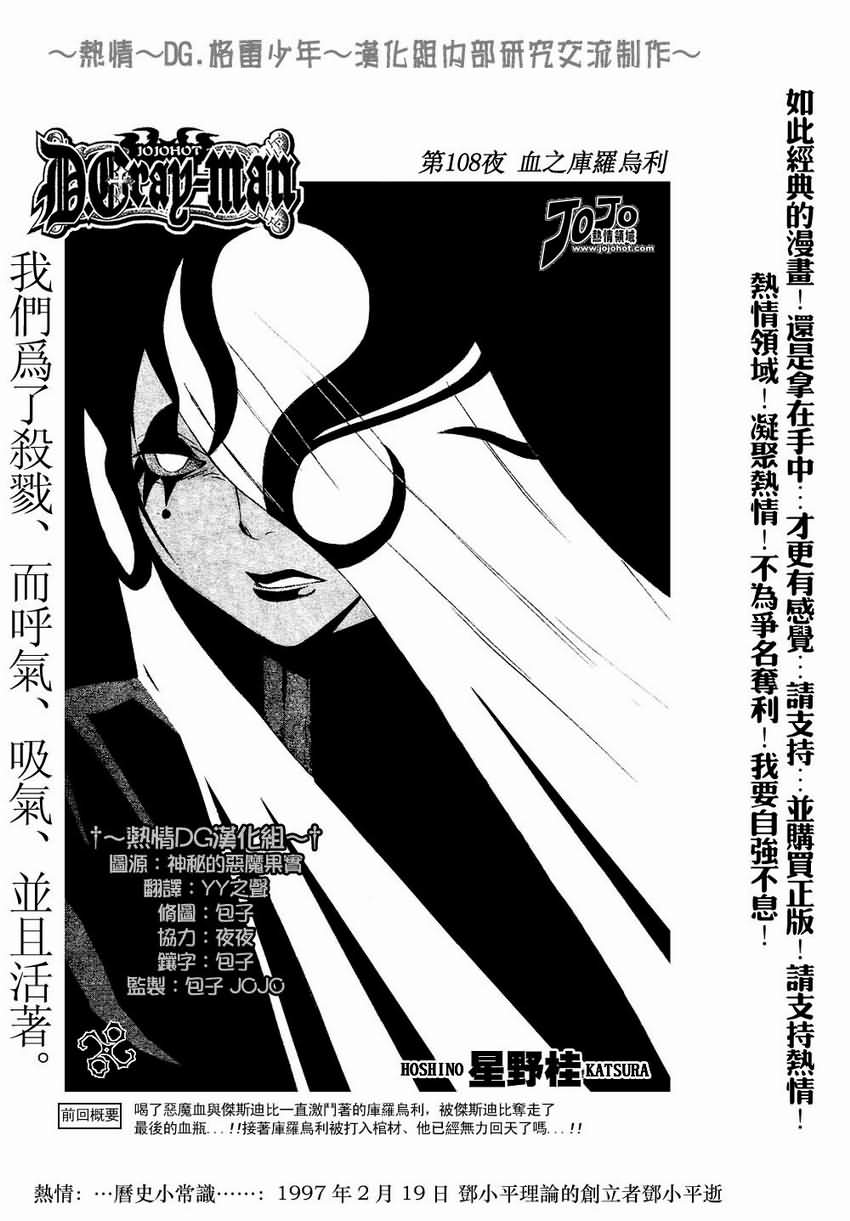 ～熱情～DG.格雷少年～漢化組內部研究交流制作～
如此經典的漫畫！還是拿在手中…才更有感覺…請支持…並購買正版！請支持熱情！
熱情領域！凝聚熱情！不為爭名奪利！我要自強不息！
JOJOHOT
D.Gray-man
第108夜 血之庫羅烏利
JOJO
熱情領域
www.jojohot.com
我們爲了殺戮、而呼氣、吸氣、並且活著。
†～熱情DG漢化組～†
圖源：神秘的惡魔果實
翻譯：YY之聲
脩圖：包子
協力：夜夜
鑲字：包子
監製：包子 JOJO
HOSHINO 星野桂 KATSURA
前回概要
喝了惡魔血與傑斯迪比一直激鬥著的庫羅烏利，被傑斯迪比奪走了
最後的血瓶...!!接著庫羅烏利被打入棺材、他已經無力回天了嗎...!!
熱情：…曆史小常識……：1997 年 2 月 19 日 鄧小平理論的創立者鄧小平逝